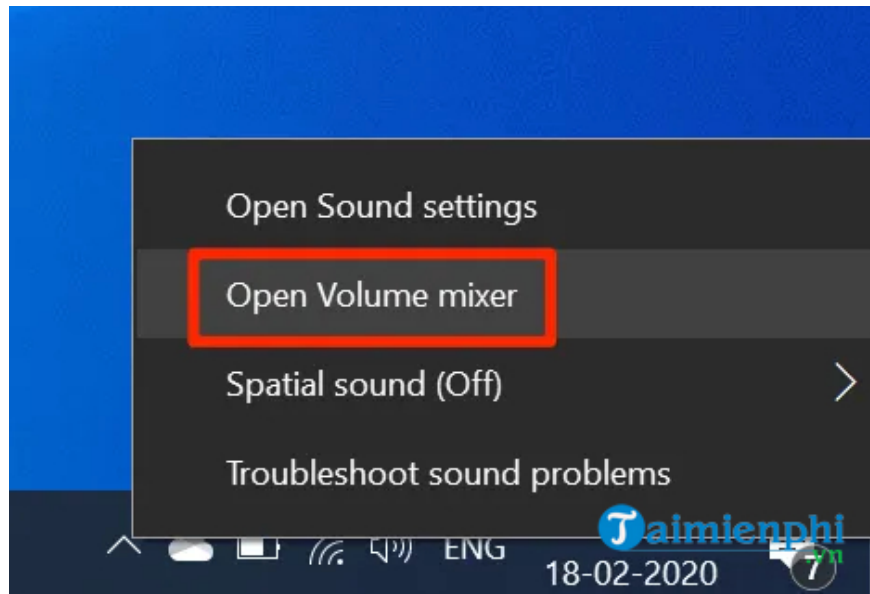 Open Sound settings
Open Volume mixer
Spatial sound (Off)
Troubleshoot sound problems
Taimienphi
.vn
ENG
18-02-2020
7